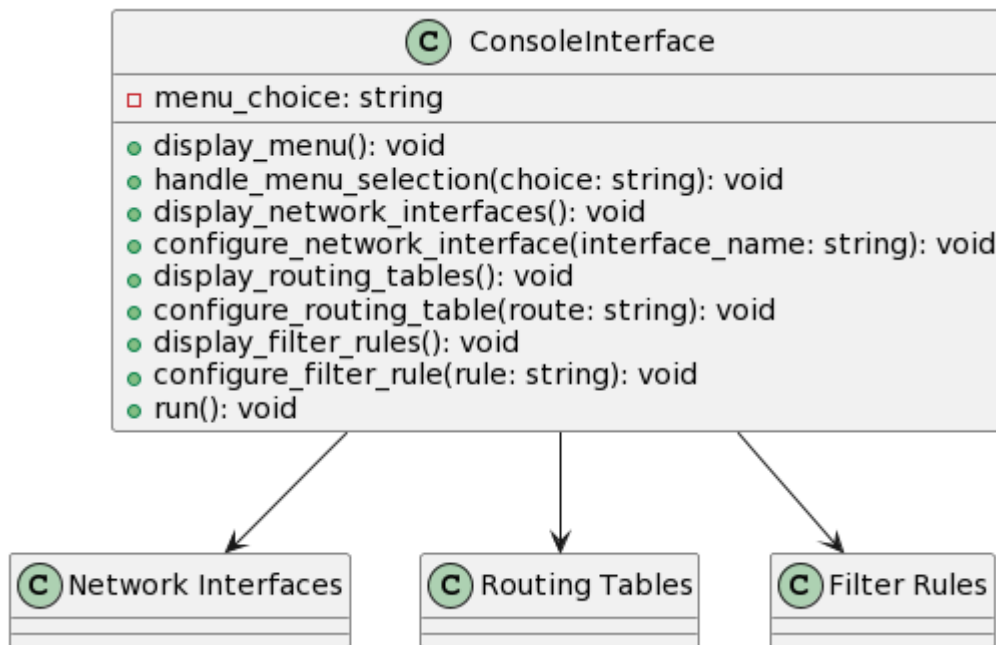 C ConsoleInterface
menu_choice: string
display_menu(): void
handle_menu_selection(choice: string): void
display_network_interfaces(): void
configure_network_interface(interface_name: string): void
display_routing_tables(): void
configure_routing_table(route: string): void
display_filter_rules(): void
configure_filter_rule(rule: string): void
run(): void
C Network Interfaces
C Routing Tables
C Filter Rules